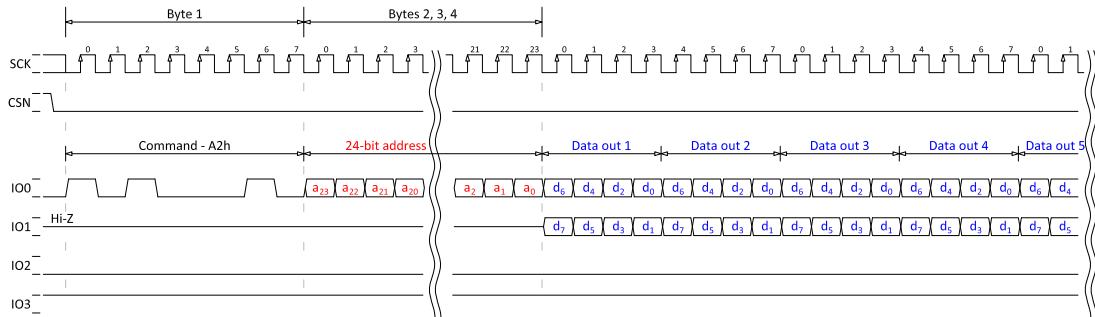 Byte 1 Bytes 2, 3, 4
0 1 2 3 4 5 6 7 0 1 2 3 21 22 23 0 1 2 3 4 5 6 7 0 1 2 3 4 5 6 7 0 1
SCK
CSN
Command - A2h 24-bit address Data out 1 Data out 2 Data out 3 Data out 4 Data out 5
IO0 a23 a22 a21 a20 a2 a1 a0 d6 d4 d2 d0 d6 d4 d2 d0 d6 d4 d2 d0 d6 d4 d2 d0 d6 d4
Hi-Z
IO1 d7 d5 d3 d1 d7 d5 d3 d1 d7 d5 d3 d1 d7 d5 d3 d1 d7 d5
IO2
IO3